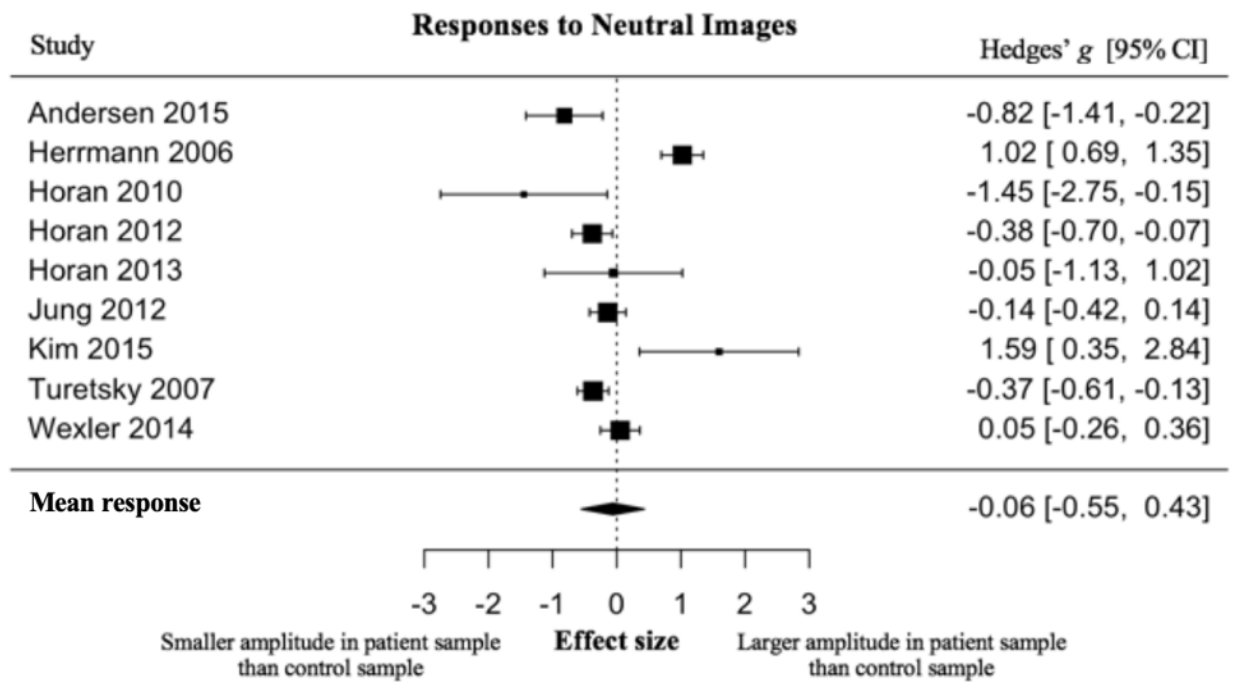 Responses to Neutral Images
Study Hedges' g [95% CI]
Andersen 2015 -0.82 [-1.41, -0.22]
Herrmann 2006 1.02 [ 0.69, 1.35]
Horan 2010 -1.45 [-2.75, -0.15]
Horan 2012 -0.38 [-0.70, -0.07]
Horan 2013 -0.05 [-1.13, 1.02]
Jung 2012 -0.14 [-0.42, 0.14]
Kim 2015 1.59 [ 0.35, 2.84]
Turetsky 2007 -0.37 [-0.61, -0.13]
Wexler 2014 0.05 [-0.26, 0.36]
Mean response -0.06 [-0.55, 0.43]
-3 -2 -1 0 1 2 3
Smaller amplitude in patient sample Effect size Larger amplitude in patient sample
than control sample than control sample